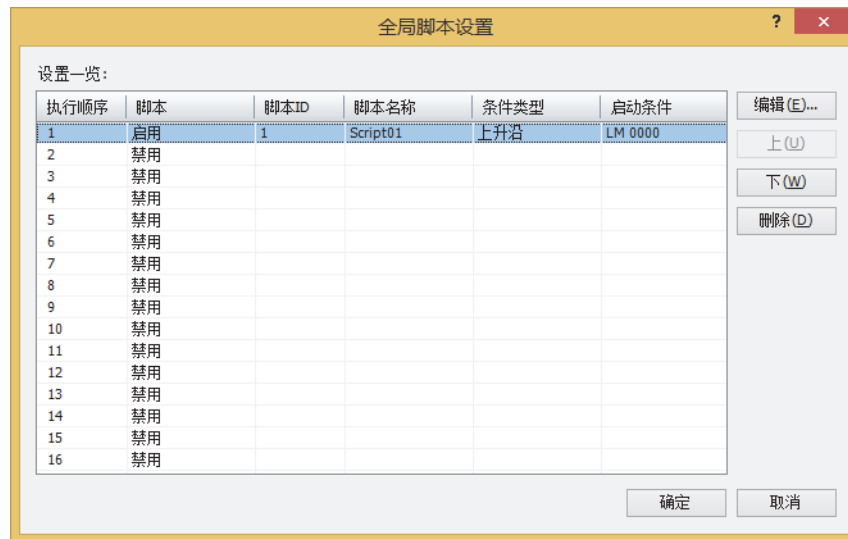 全局脚本设置
? ×
设置一览:
执行顺序 脚本 脚本ID 脚本名称 条件类型 启动条件
1 启用 1 Script01 上升沿 LM 0000
2 禁用
3 禁用
4 禁用
5 禁用
6 禁用
7 禁用
8 禁用
9 禁用
10 禁用
11 禁用
12 禁用
13 禁用
14 禁用
15 禁用
16 禁用
编辑(E)...
上(U)
下(W)
删除(D)
确定 取消